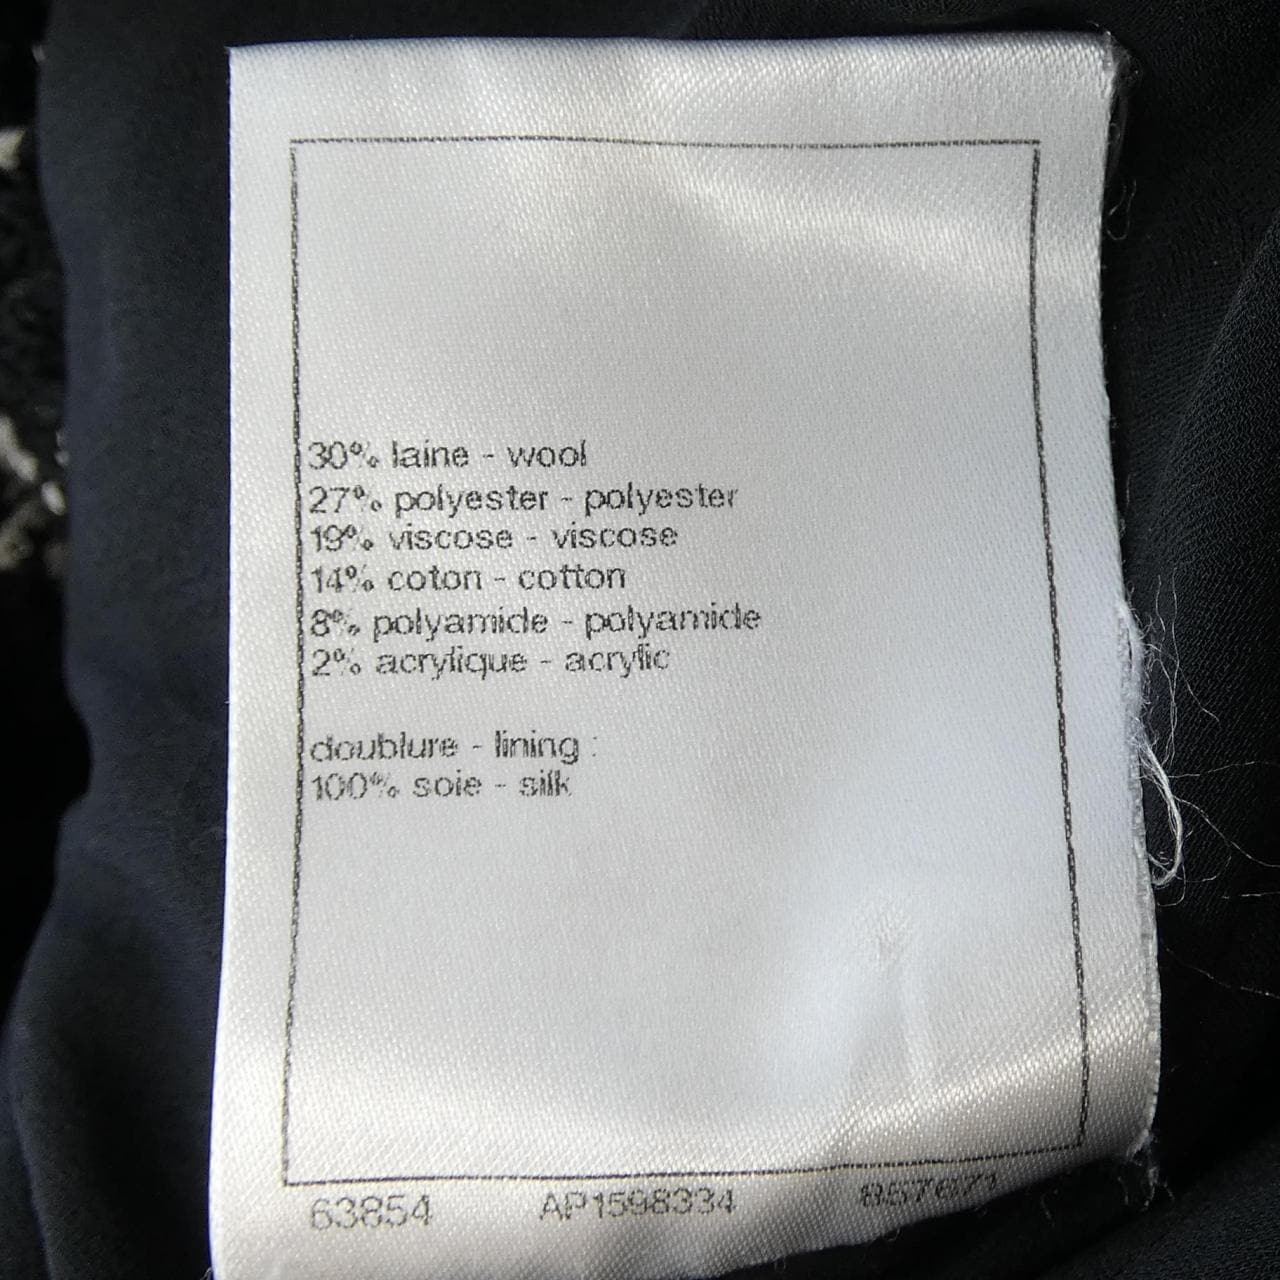 30% laine - wool
27% polyester - polyester
19% viscose - viscose
14% coton - cotton
8% polyamide - polyamide
2% acrylique - acrylic
doublure - lining :
100% soie - silk
63854 AP1598334 857671